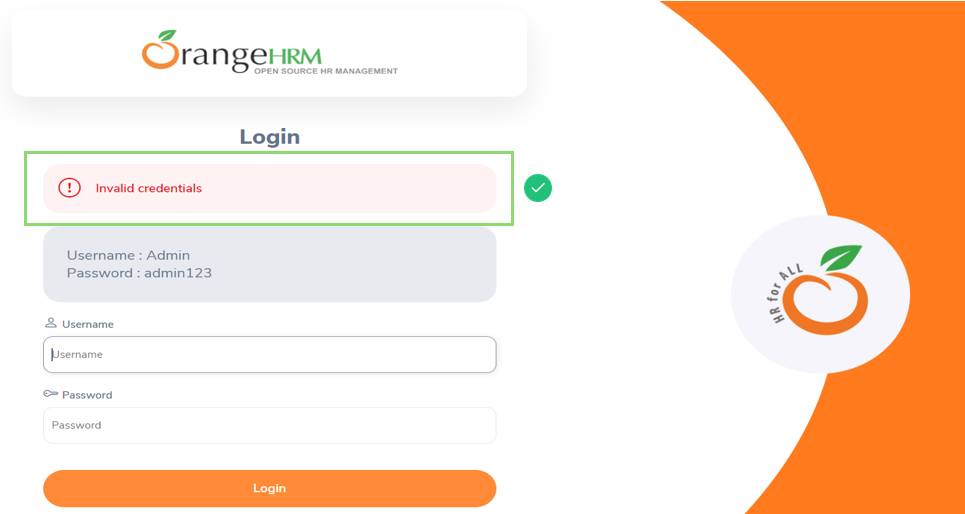 OrangeHRM
OPEN SOURCE HR MANAGEMENT
Login
Invalid credentials
Username : Admin
Password : admin123
Username
Username
Password
Password
Login
HR for ALL